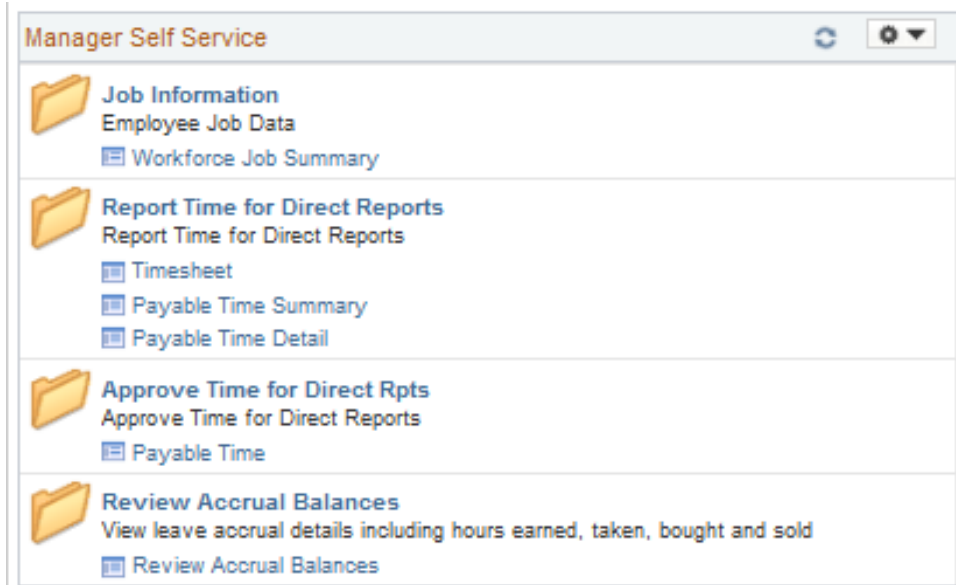 Manager Self Service
Job Information
Employee Job Data
Workforce Job Summary
Report Time for Direct Reports
Report Time for Direct Reports
Timesheet
Payable Time Summary
Payable Time Detail
Approve Time for Direct Rpts
Approve Time for Direct Reports
Payable Time
Review Accrual Balances
View leave accrual details including hours earned, taken, bought and sold
Review Accrual Balances